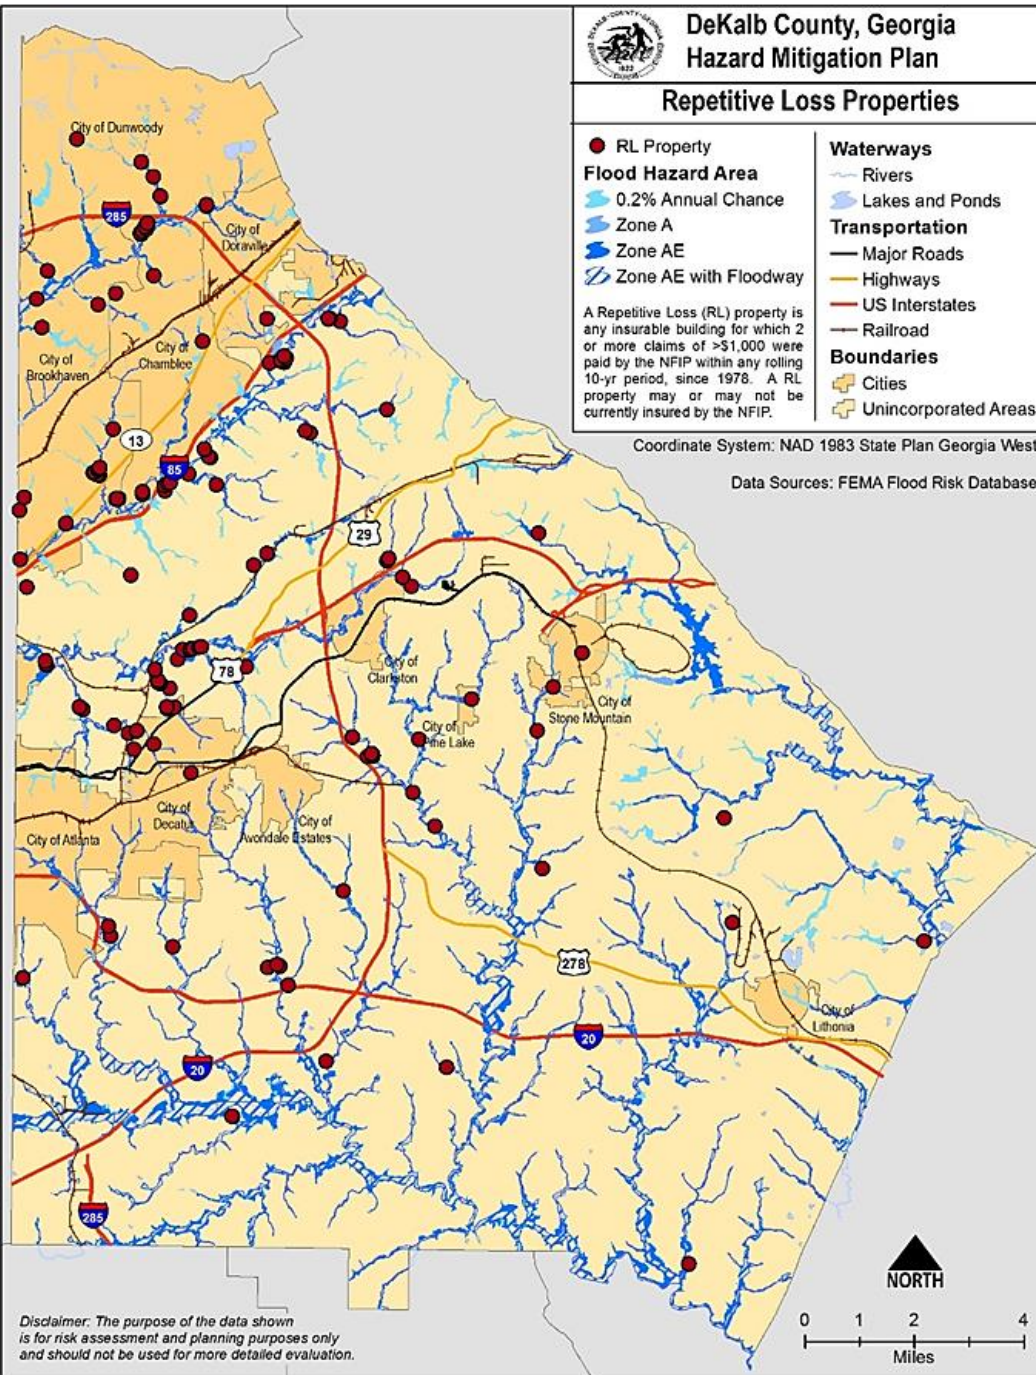 DeKalb County, Georgia
Hazard Mitigation Plan
Repetitive Loss Properties
RL Property
Flood Hazard Area
0.2% Annual Chance
Zone A
Zone AE
Zone AE with Floodway
A Repetitive Loss (RL) property is
any insurable building for which 2
or more claims of >$1,000 were
paid by the NFIP within any rolling
10-yr period, since 1978. A RL
property may or may not be
currently insured by the NFIP.
Waterways
Rivers
Lakes and Ponds
Transportation
Major Roads
Highways
US Interstates
Railroad
Boundaries
Cities
Unincorporated Areas
Coordinate System: NAD 1983 State Plan Georgia West
Data Sources: FEMA Flood Risk Database
City of Dunwoody
285
City of
Doraville
City of
Chamblee
City of
Brookhaven
13
85
29
78
City of
Clarkston
City of
Pine Lake
City of
Stone Mountain
City of
Decatur
City of Atlanta
City of
Avondale Estates
278
City of
Lithonia
20
20
285
NORTH
0 1 2 4
Miles
Disclaimer: The purpose of the data shown
is for risk assessment and planning purposes only
and should not be used for more detailed evaluation.